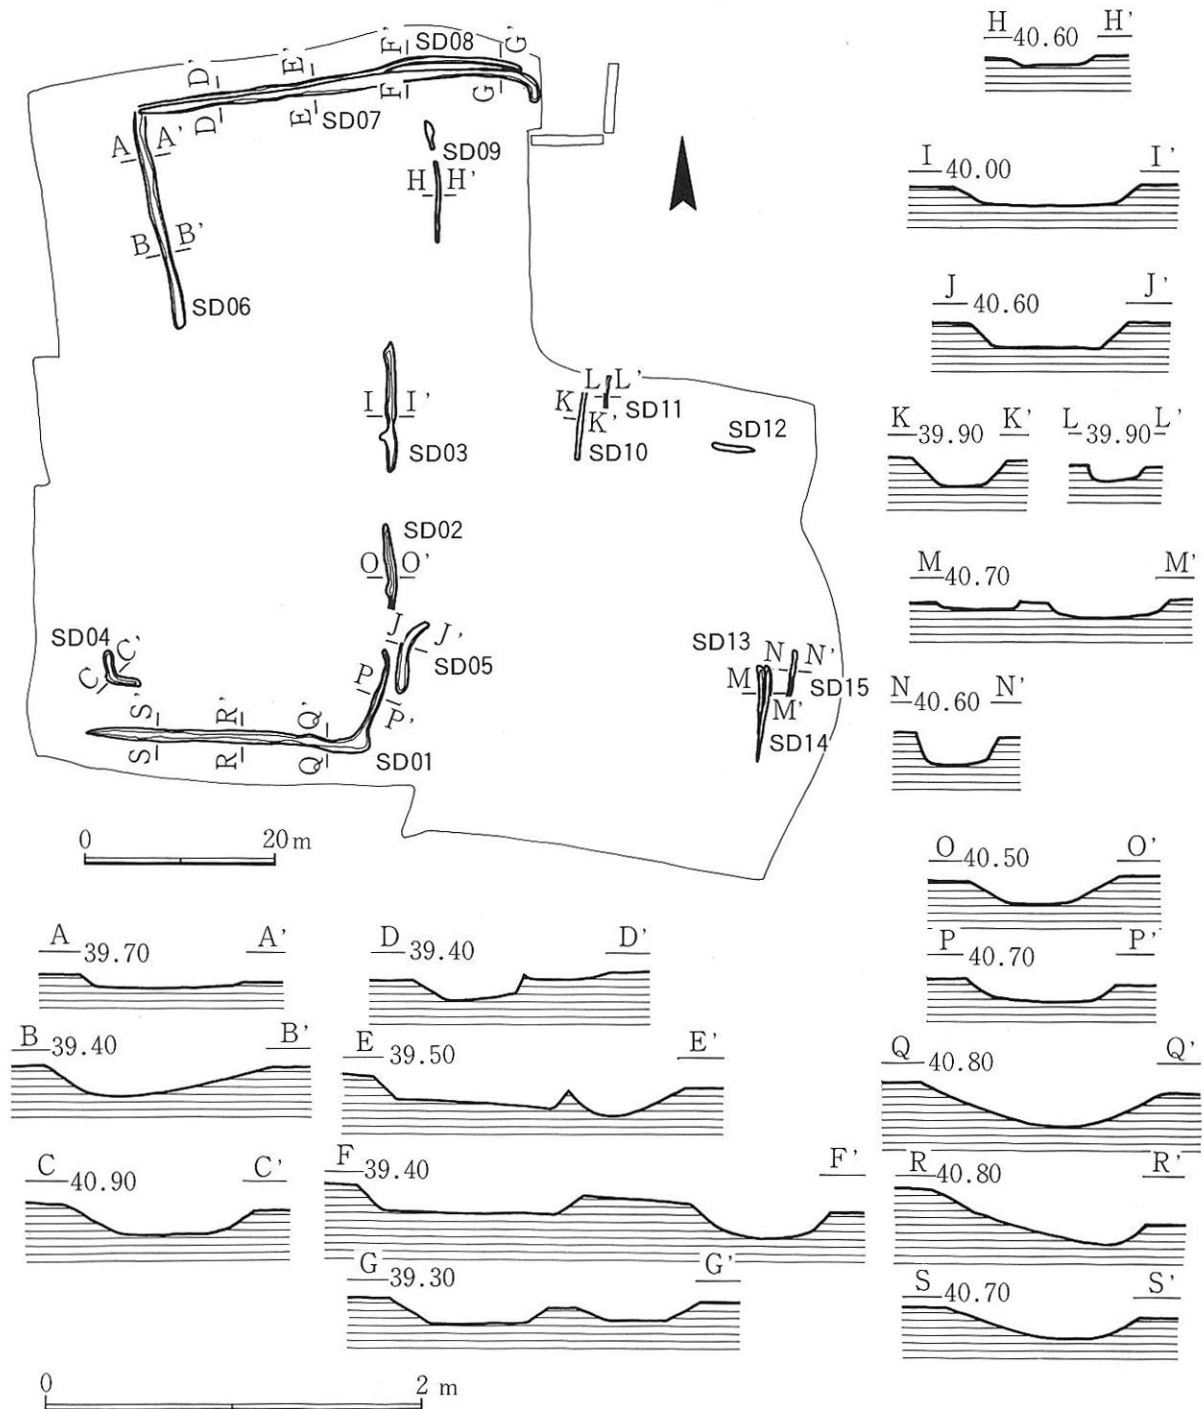 H H'
40.60
F' SD08 G'
E'
D'
D E SD07 F G
A A'
SD09
H H'
I I'
40.00
B B'
SD06
J J'
40.60
L L'
K K' SD11
I I'
SD03
SD10
SD12
K K' L L'
39.90 39.90
SD02
O O'
M M'
40.70
SD04 C'
C
J J'
SD05
P P'
SD13 N N'
M M' SD15
SD14
N N'
40.60
S' R' Q'
S R Q SD01
0 20 m
O O'
40.50
A A'
39.70
D D'
39.40
P P'
40.70
B B'
39.40
E E'
39.50
Q Q'
40.80
C C'
40.90
F F'
39.40
R R'
40.80
G G'
39.30
S S'
40.70
0 2 m